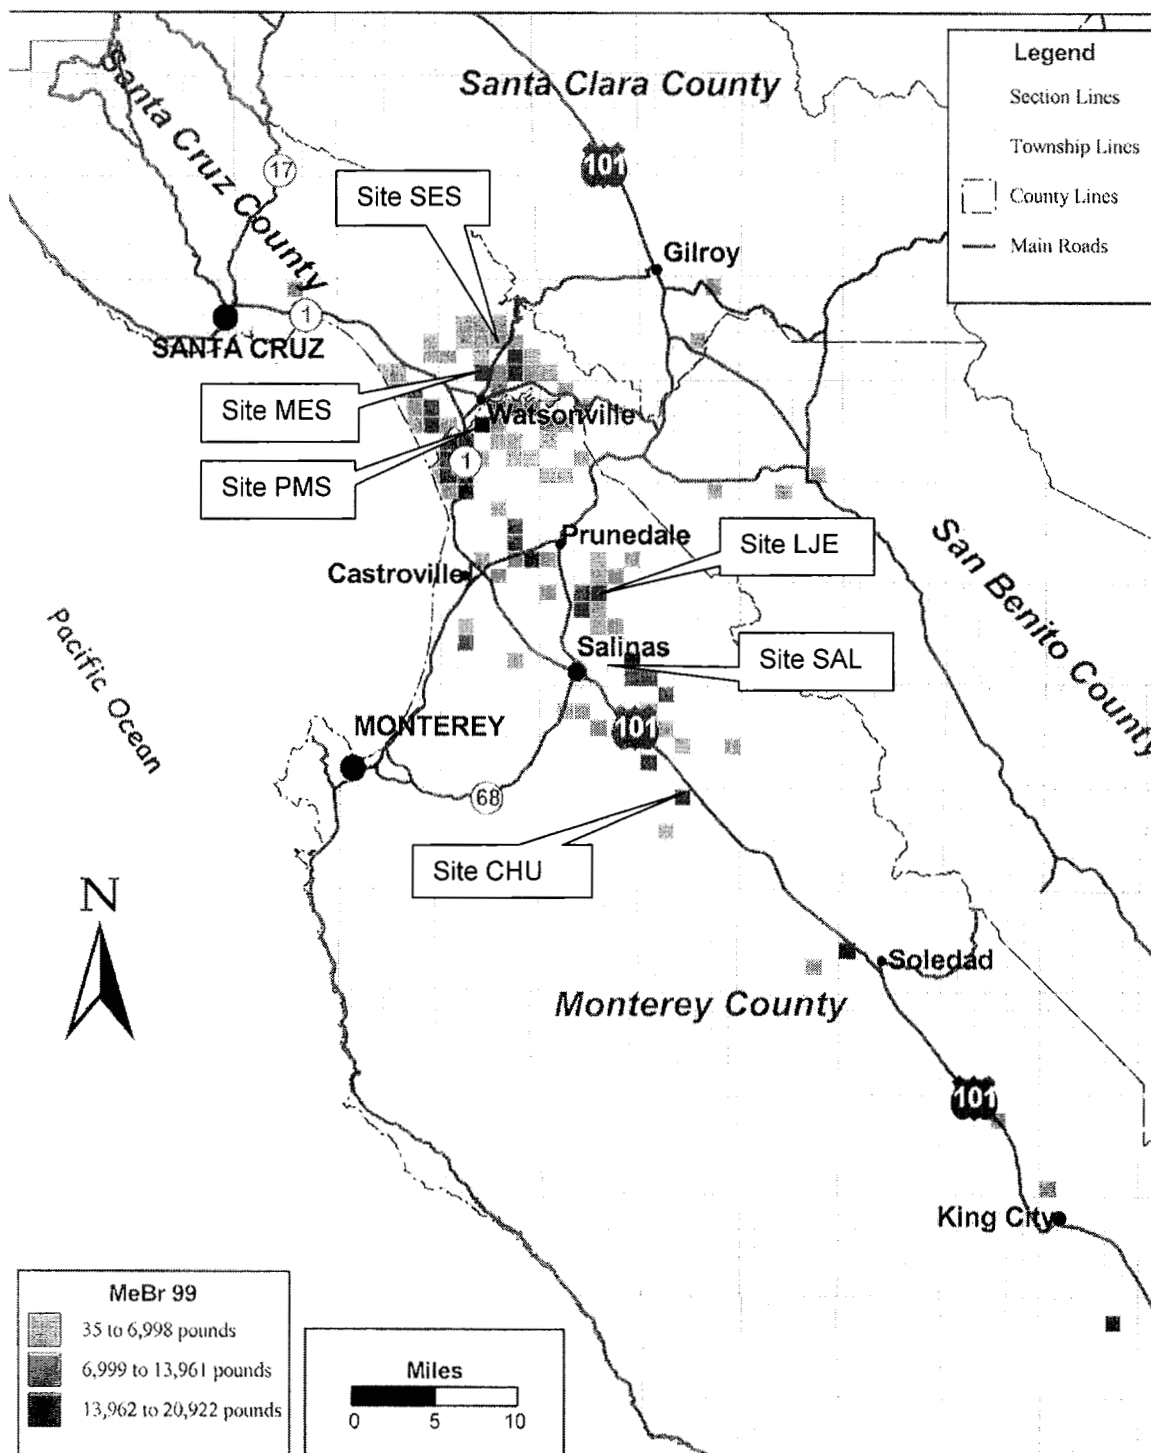 Legend
Section Lines
Township Lines
County Lines
Main Roads
Santa Clara County
Santa Cruz County
17
101
Site SES
Gilroy
1
SANTA CRUZ
Site MES
Watsonville
1
Site PMS
Prunedale
Site LJE
Castroville
San Benito County
Pacific Ocean
Salinas
Site SAL
MONTEREY
101
68
Site CHU
N
Soledad
Monterey County
101
King City
MeBr 99
35 to 6,998 pounds
6,999 to 13,961 pounds
13,962 to 20,922 pounds
Miles
0 5 10